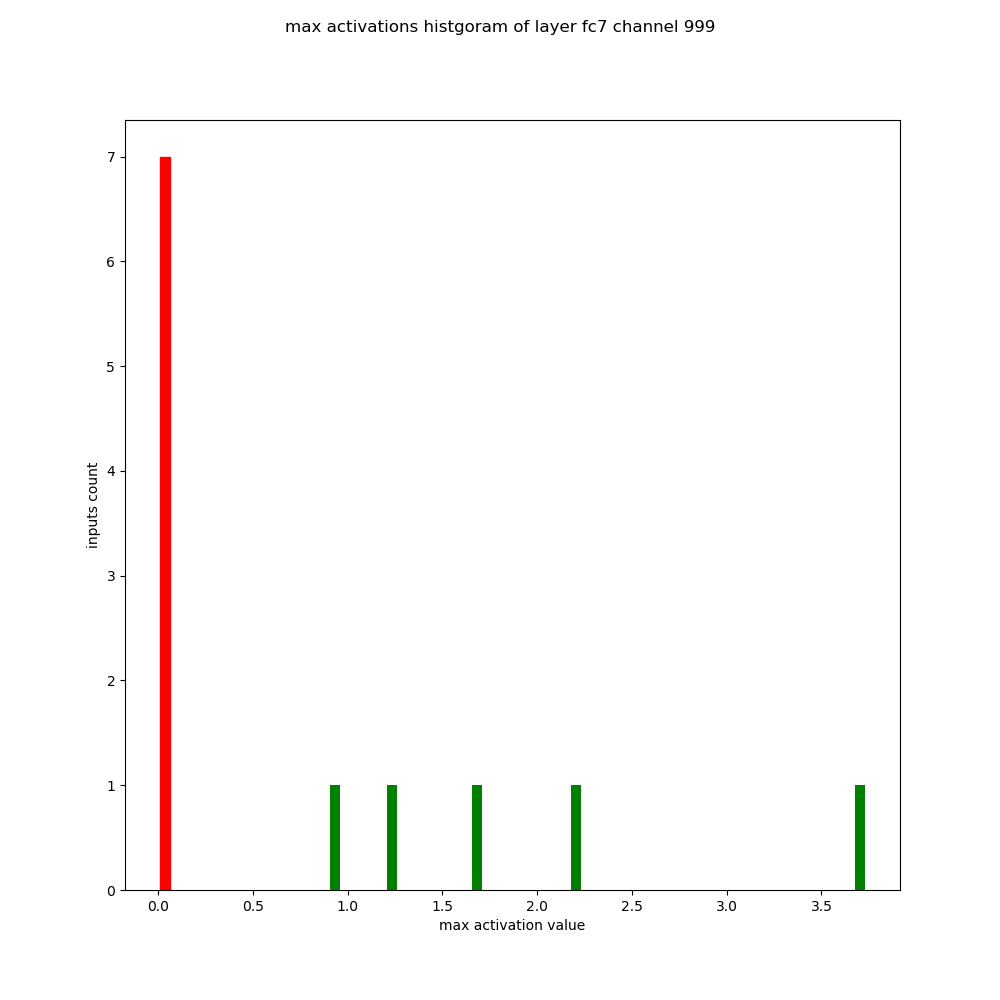 max activations histgoram of layer fc7 channel 999
7
6
5
4
3
2
1
0
inputs count
0.0 0.5 1.0 1.5 2.0 2.5 3.0 3.5
max activation value